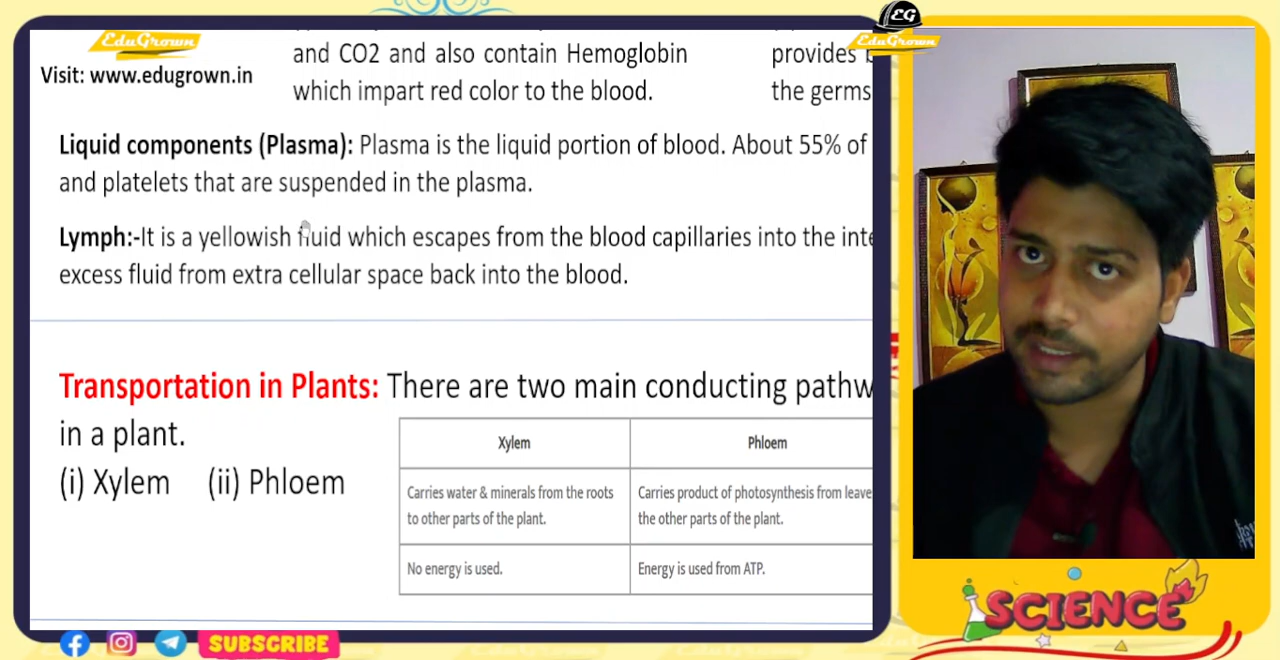 EG
EduGrown
EduGrown
Visit: www.edugrown.in
and CO2 and also contain Hemoglobin
which impart red color to the blood.
provides
the germs
Liquid components (Plasma): Plasma is the liquid portion of blood. About 55% of
and platelets that are suspended in the plasma.
Lymph:-It is a yellowish fluid which escapes from the blood capillaries into the
excess fluid from extra cellular space back into the blood.
Transportation in Plants: There are two main conducting
in a plant.
(i) Xylem (ii) Phloem
Xylem Phloem
Carries water & minerals from the roots
to other parts of the plant.
Carries product of photosynthesis from
the other parts of the plant.
No energy is used.
Energy is used from ATP.
SCIENCE
SUBSCRIBE